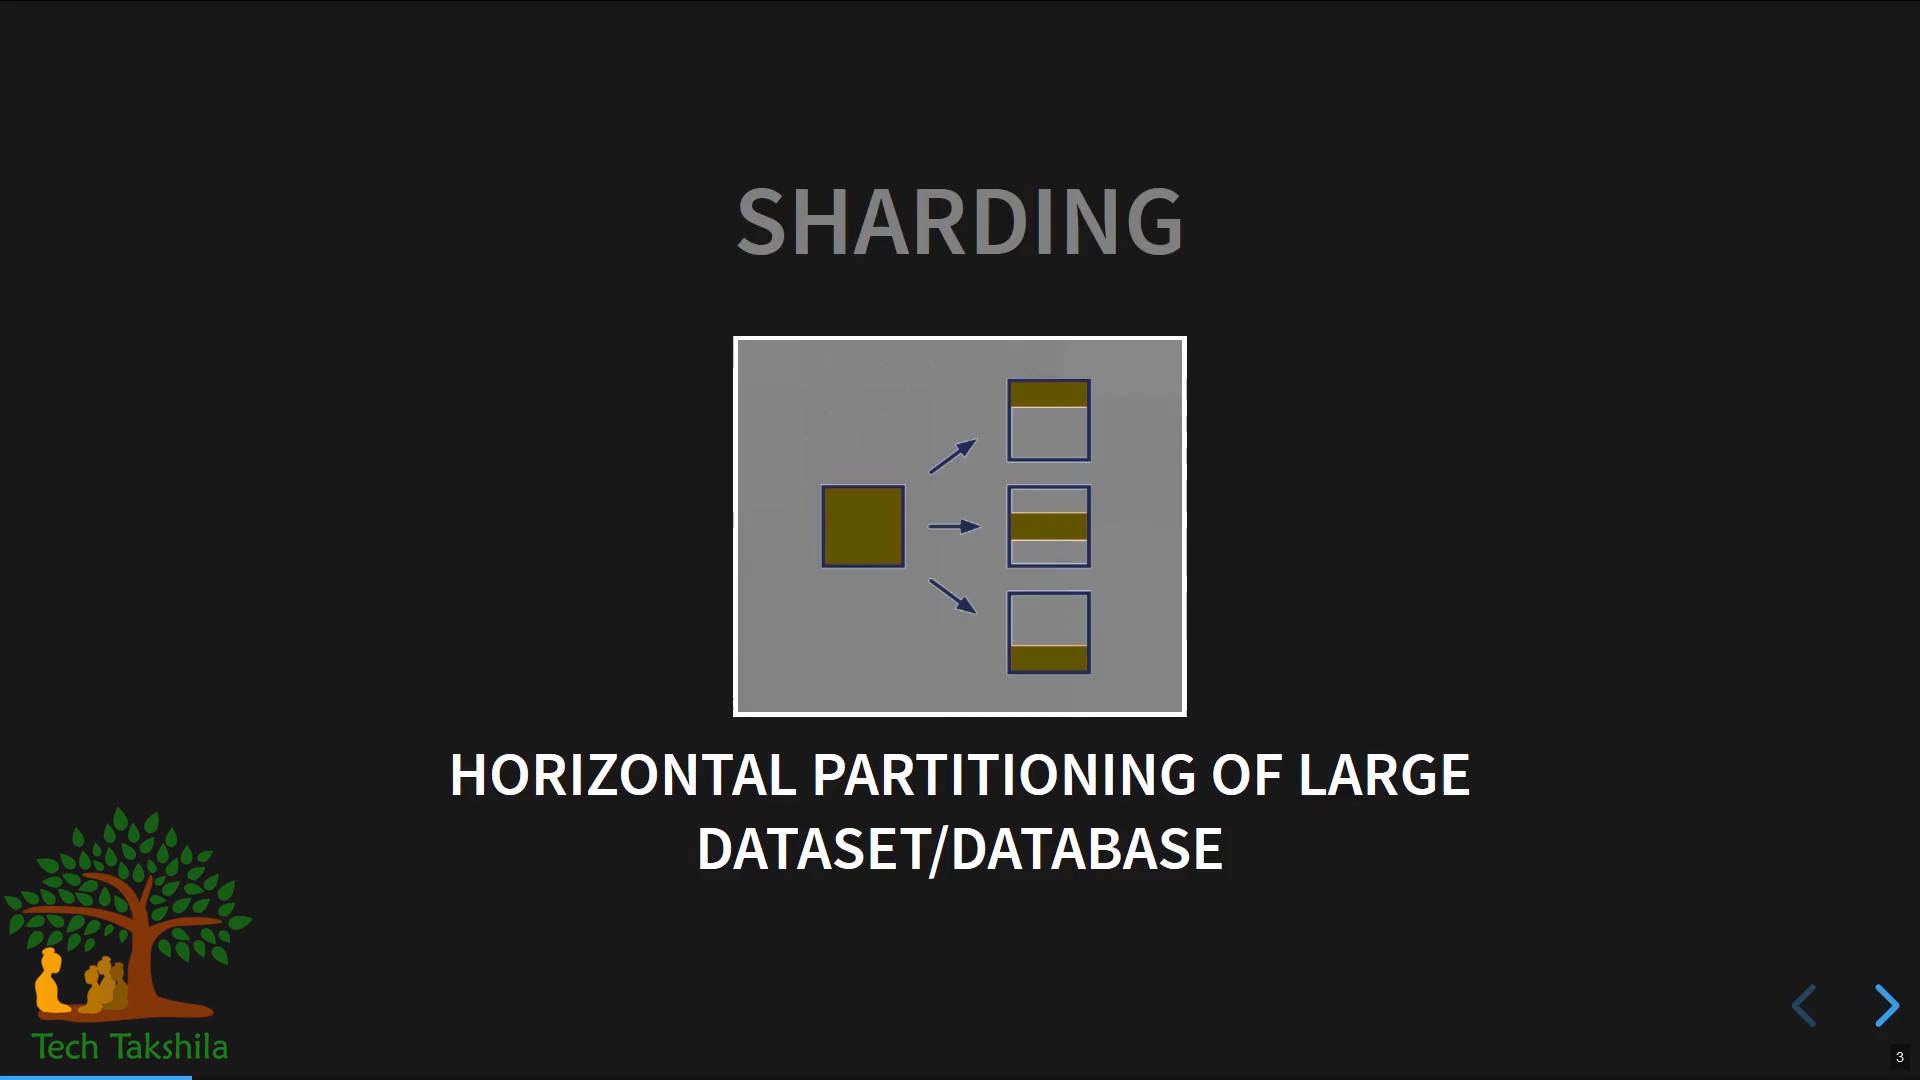 SHARDING
HORIZONTAL PARTITIONING OF LARGE
DATASET/DATABASE
Tech Takshila
3